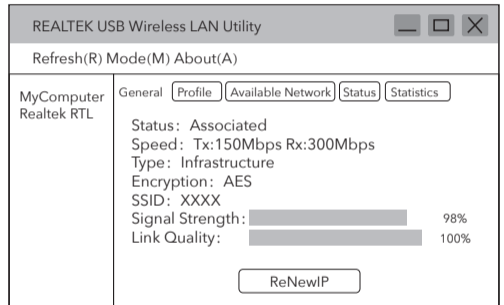 REALTEK USB Wireless LAN Utility
Refresh(R) Mode(M) About(A)
MyComputer
Realtek RTL
General Profile Available Network Status Statistics
Status: Associated
Speed: Tx:150Mbps Rx:300Mbps
Type: Infrastructure
Encryption: AES
SSID: XXXX
Signal Strength: 98%
Link Quality: 100%
ReNewIP